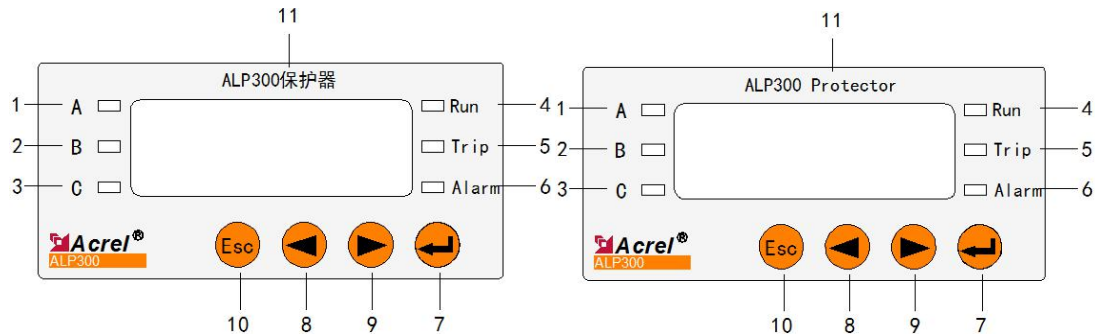 11
ALP300保护器
1 A Run 4
2 B Trip 5
3 C Alarm 6
Acrel®
ALP300
Esc
10 8 9 7
11
ALP300 Protector
1 A Run 4
2 B Trip 5
3 C Alarm 6
Acrel®
ALP300
Esc
10 8 9 7